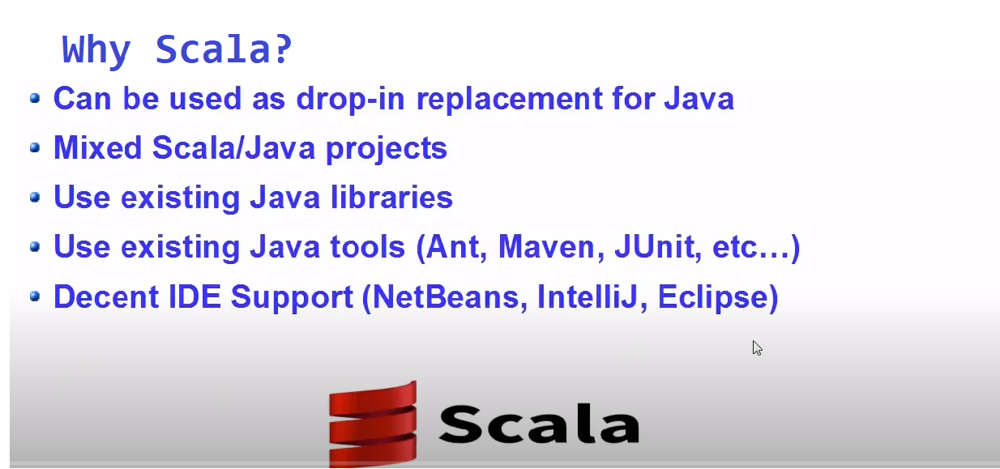 Why Scala?
Can be used as drop-in replacement for Java
Mixed Scala/Java projects
Use existing Java libraries
Use existing Java tools (Ant, Maven, JUnit, etc...)
Decent IDE Support (NetBeans, IntelliJ, Eclipse)
Scala